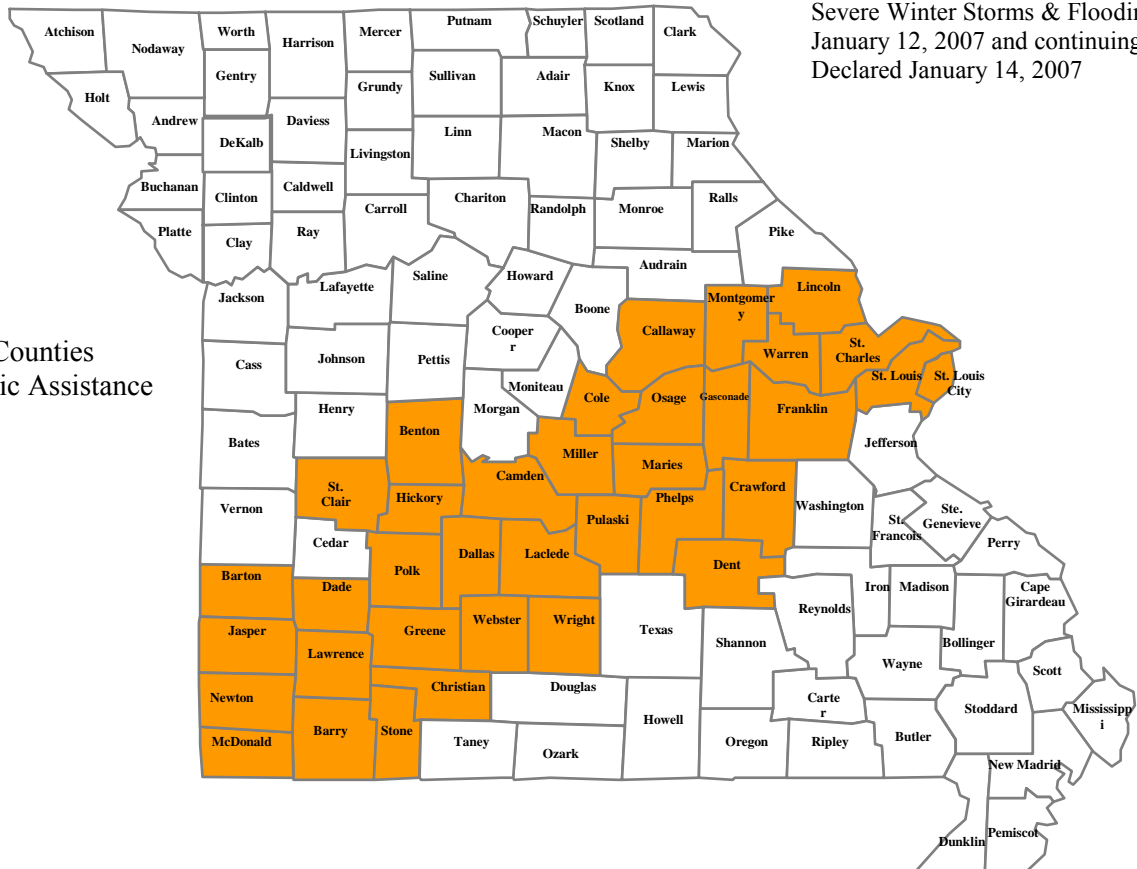 Severe Winter Storms & Floodin
January 12, 2007 and continuing
Declared January 14, 2007
Counties
ic Assistance
Atchison
Nodaway
Worth
Harrison
Mercer
Putnam
Schuyler
Scotland
Clark
Gentry
Sullivan
Adair
Knox
Lewis
Holt
Grundy
Andrew
DeKalb
Daviess
Linn
Macon
Shelby
Marion
Livingston
Buchanan
Clinton
Caldwell
Carroll
Chariton
Randolph
Monroe
Ralls
Platte
Clay
Ray
Pike
Saline
Howard
Audrain
Jackson
Lafayette
Boone
Montgomer
y
Lincoln
Cooper
r
Callaway
Cass
Johnson
Pettis
Warren
St.
Charles
Moniteau
St. Louis
St. Louis
City
Henry
Morgan
Cole
Osage
Gasconade
Franklin
Bates
Benton
Jefferson
Miller
Maries
Camden
St.
Clair
Hickory
Phelps
Crawford
Vernon
Washington
Pulaski
St.
Francois
Ste.
Genevieve
Cedar
Perry
Polk
Dallas
Laclede
Dent
Barton
Dade
Iron
Madison
Cape
Girardeau
Reynolds
Jasper
Greene
Webster
Wright
Texas
Shannon
Bollinger
Lawrence
Wayne
Scott
Newton
Christian
Douglas
Carte
r
Howell
Stoddard
Mississipp
i
McDonald
Barry
Stone
Taney
Ozark
Oregon
Ripley
Butler
New Madrid
Dunklin
Pemiscot